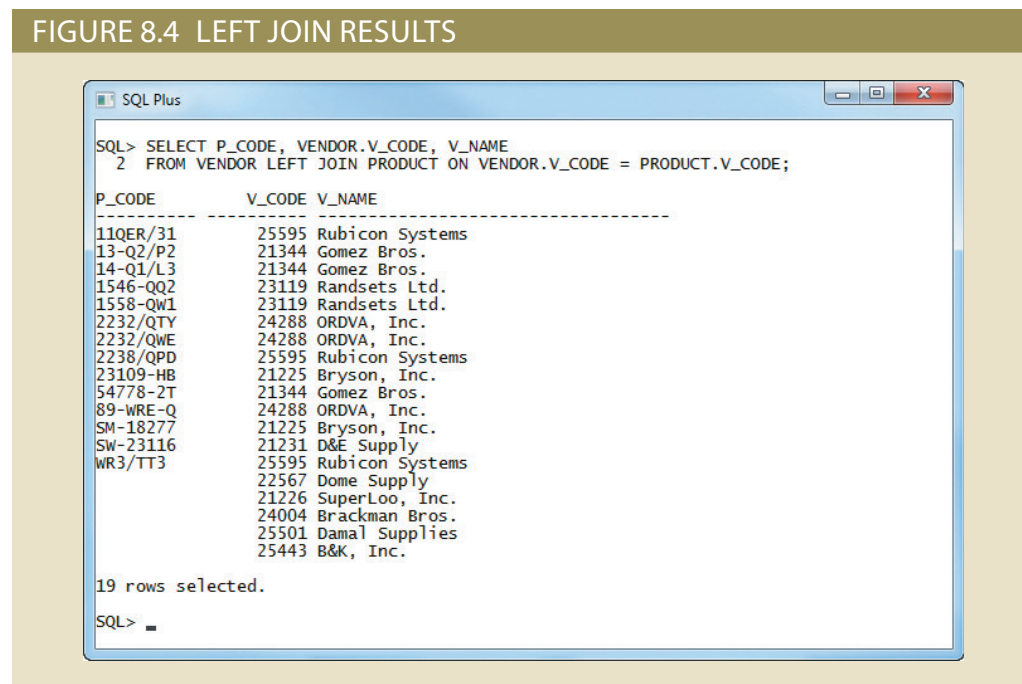 FIGURE 8.4 LEFT JOIN RESULTS
SQL Plus
SQL> SELECT P_CODE, VENDOR.V_CODE, V_NAME
2 FROM VENDOR LEFT JOIN PRODUCT ON VENDOR.V_CODE = PRODUCT.V_CODE;
P_CODE V_CODE V_NAME
---------- ---------- -----------------------------------
11QER/31 25595 Rubicon Systems
13-Q2/P2 21344 Gomez Bros.
14-Q1/L3 21344 Gomez Bros.
1546-QQ2 23119 Randsets Ltd.
1558-QW1 23119 Randsets Ltd.
2232/QTY 24288 ORDVA, Inc.
2232/QWE 24288 ORDVA, Inc.
2238/QPD 25595 Rubicon Systems
23109-HB 21225 Bryson, Inc.
54778-2T 21344 Gomez Bros.
89-WRE-Q 24288 ORDVA, Inc.
SM-18277 21225 Bryson, Inc.
SW-23116 21231 D&E Supply
WR3/TT3 25595 Rubicon Systems
22567 Dome Supply
21226 SuperLoo, Inc.
24004 Brackman Bros.
25501 Damal Supplies
25443 B&K, Inc.
19 rows selected.
SQL> _